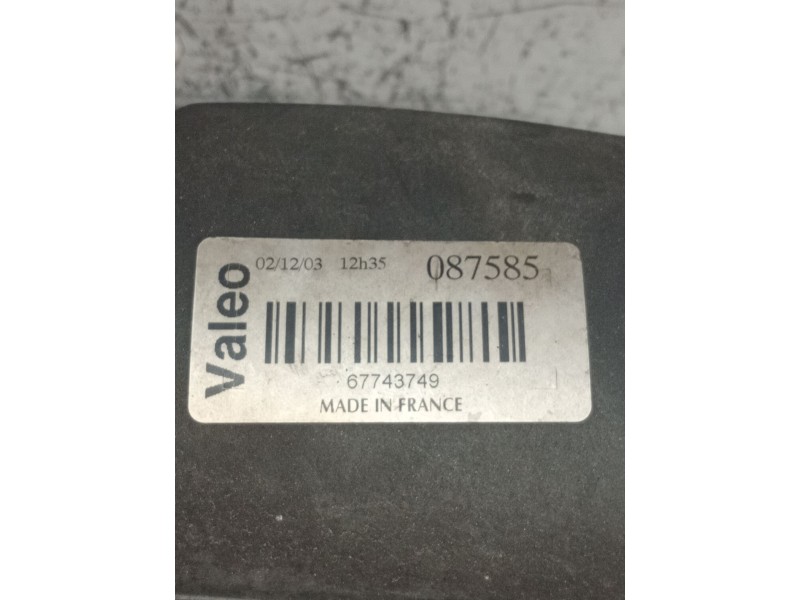 Valeo
02/12/03 12h35 087585
67743749
MADE IN FRANCE